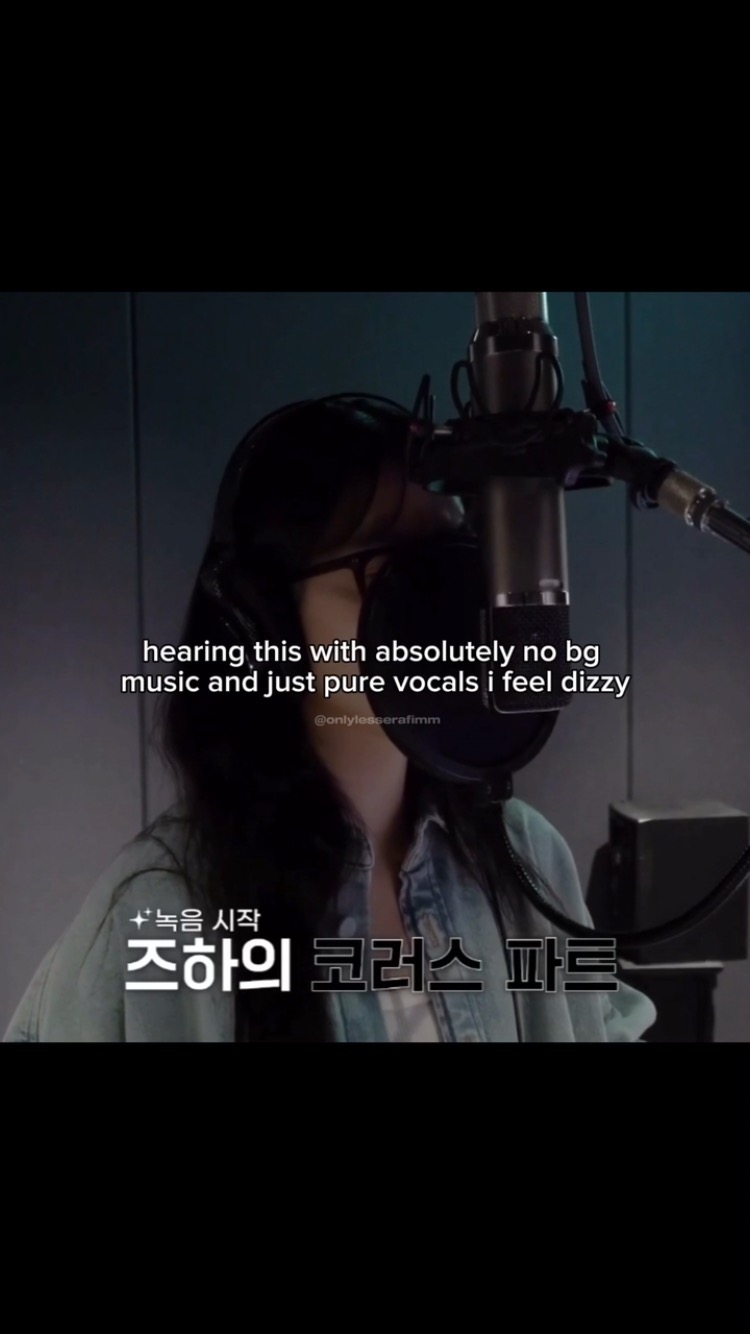 hearing this with absolutely no bg
music and just pure vocals i feel dizzy
@onlylesserafimm
녹음 시작
즈하의 코러스 파트